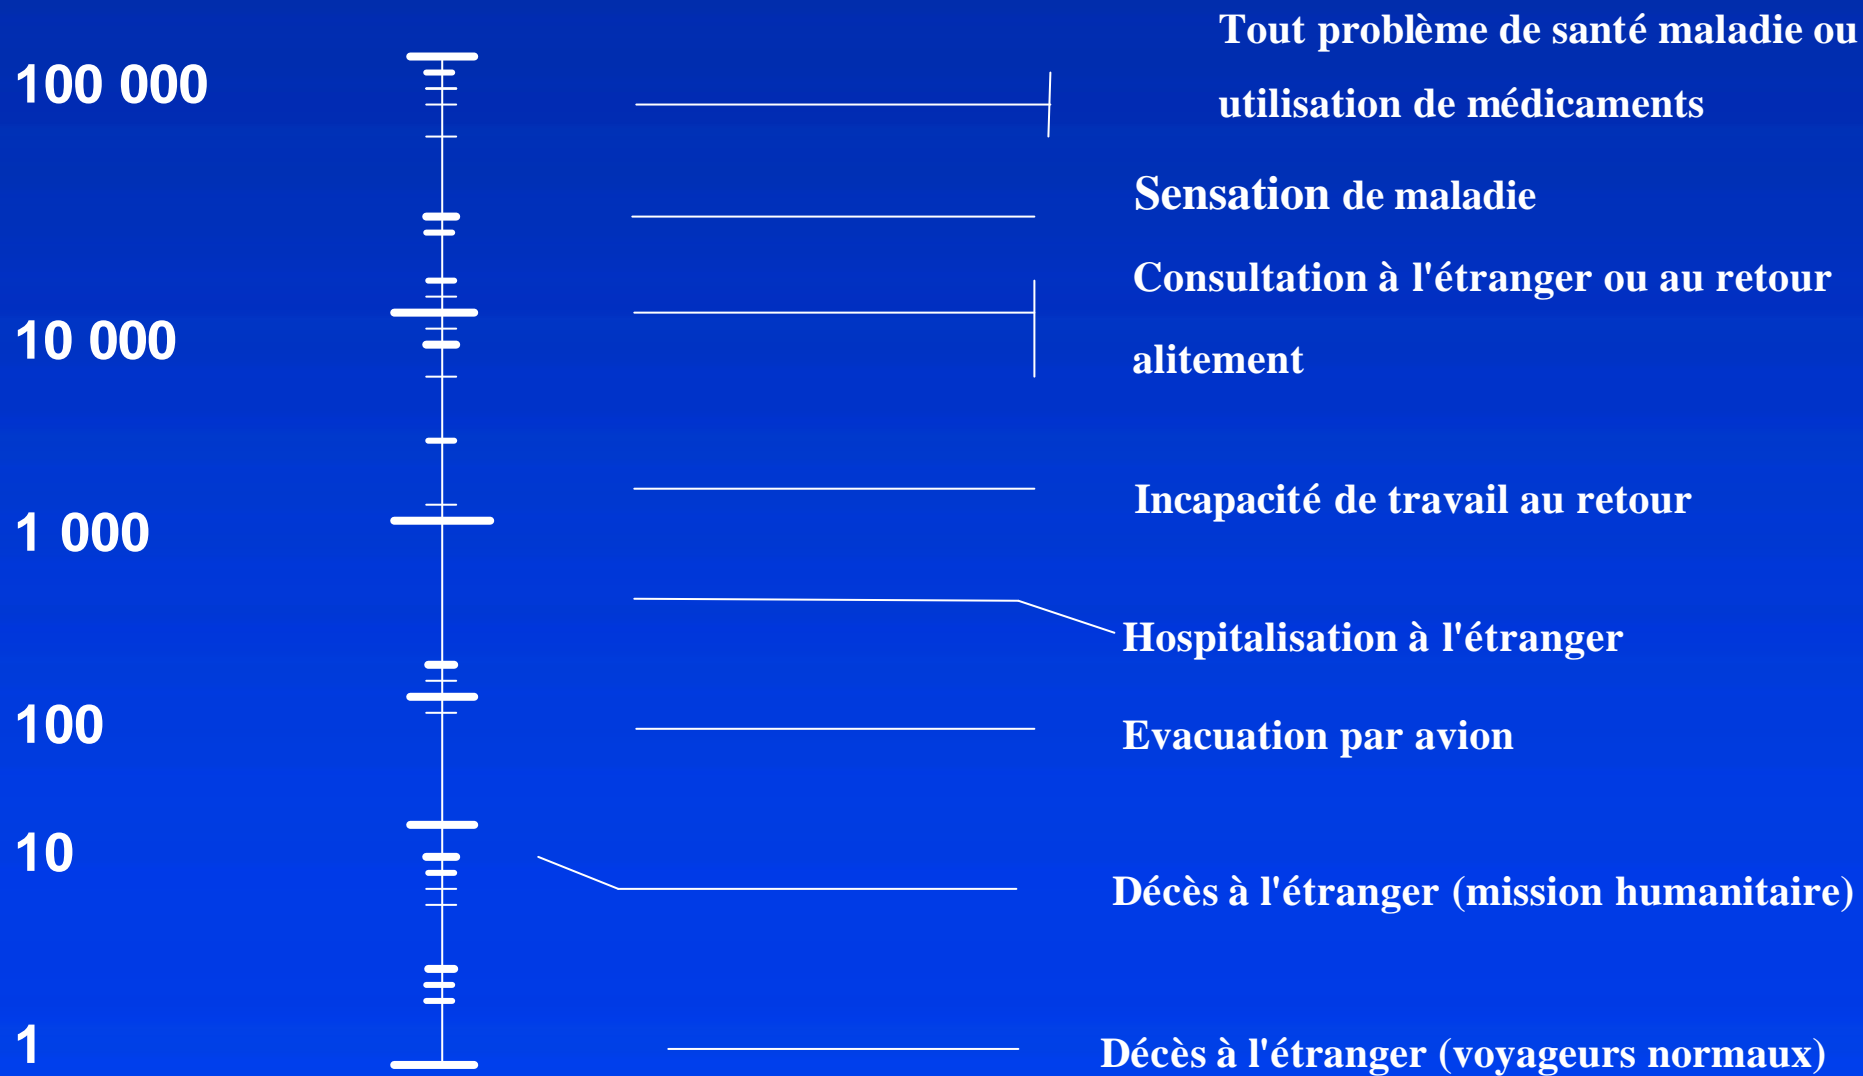 Tout problème de santé maladie ou
100 000
utilisation de médicaments
Sensation de maladie
Consultation à l'étranger ou au retour
10 000
alitement
Incapacité de travail au retour
1 000
Hospitalisation à l'étranger
100
Evacuation par avion
10
Décès à l'étranger (mission humanitaire)
1
Décès à l'étranger (voyageurs normaux)